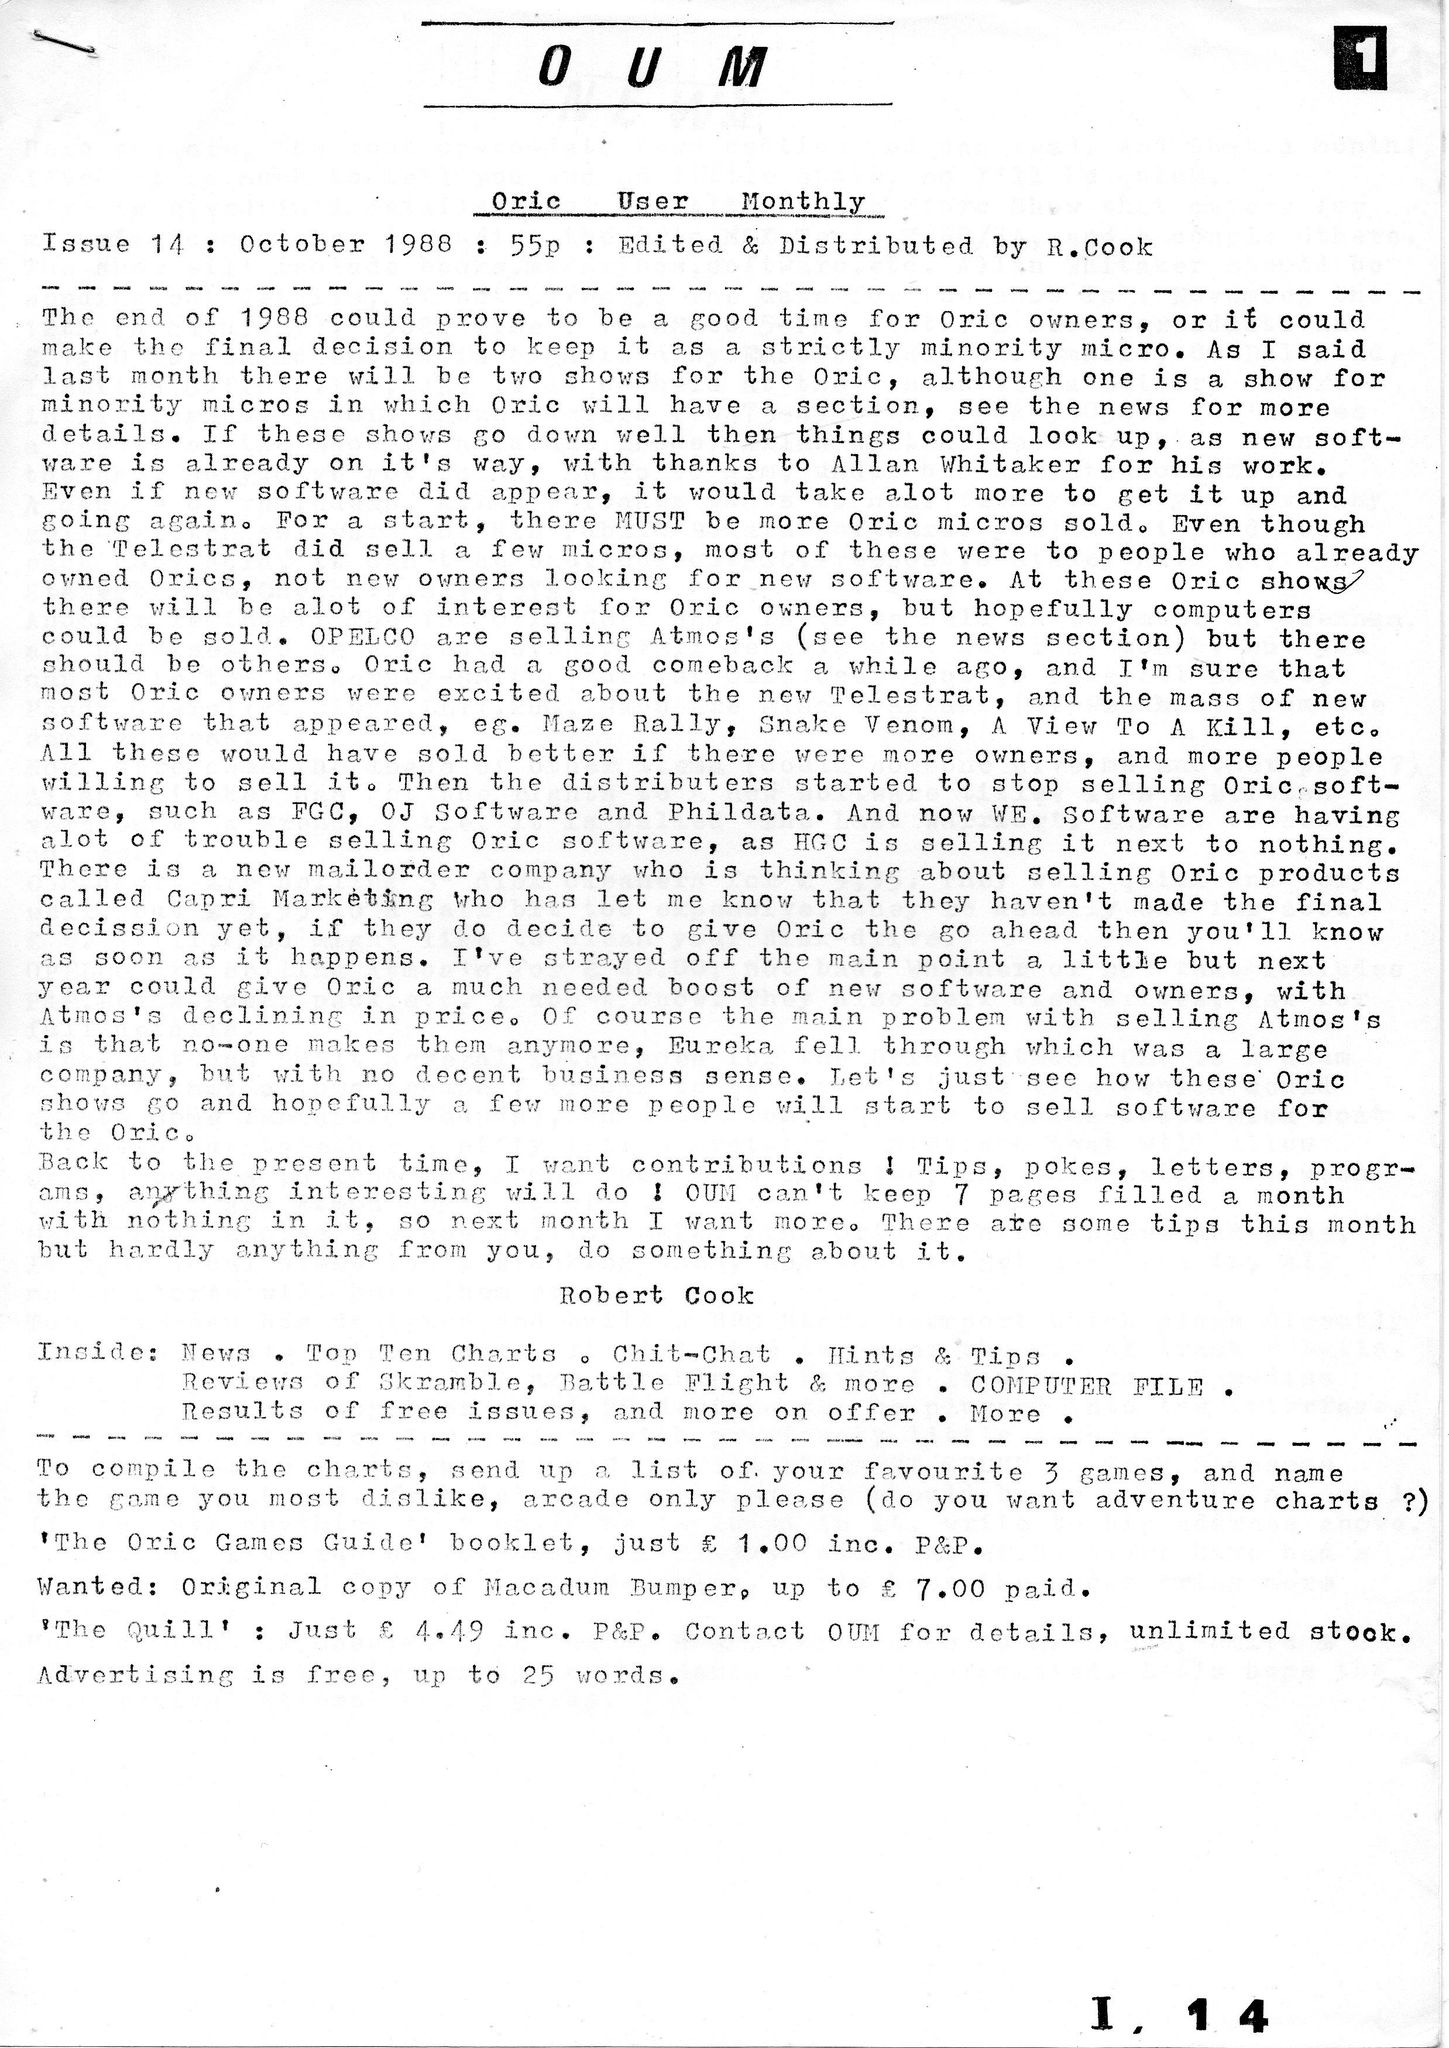 O U M
1
Oric User Monthly
Issue 14 : October 1988 : 55p : Edited & Distributed by R.Cook
The end of 1988 could prove to be a good time for Oric owners, or it could
make the final decision to keep it as a strictly minority micro. As I said
last month there will be two shows for the Oric, although one is a show for
minority micros in which Oric will have a section, see the news for more
details. If these shows go down well then things could look up, as new soft-
ware is already on it's way, with thanks to Allan Whitaker for his work.
Even if new software did appear, it would take alot more to get it up and
going again. For a start, there MUST be more Oric micros sold. Even though
the Telestrat did sell a few micros, most of these were to people who already
owned Orics, not new owners looking for new software. At these Oric shows
there will be alot of interest for Oric owners, but hopefully computers
could be sold. OPELCO are selling Atmos's (see the news section) but there
should be others. Oric had a good comeback a while ago, and I'm sure that
most Oric owners were excited about the new Telestrat, and the mass of new
software that appeared, eg. Maze Rally, Snake Venom, A View To A Kill, etc.
All these would have sold better if there were more owners, and more people
willing to sell it. Then the distributers started to stop selling Oric soft-
ware, such as FGC, OJ Software and Phildata. And now WE. Software are having
alot of trouble selling Oric software, as HGC is selling it next to nothing.
There is a new mailorder company who is thinking about selling Oric products
called Capri Marketing who has let me know that they haven't made the final
decission yet, if they do decide to give Oric the go ahead then you'll know
as soon as it happens. I've strayed off the main point a little but next
year could give Oric a much needed boost of new software and owners, with
Atmos's declining in price. Of course the main problem with selling Atmos's
is that no-one makes them anymore, Eureka fell through which was a large
company, but with no decent business sense. Let's just see how these Oric
shows go and hopefully a few more people will start to sell software for
the Oric.
Back to the present time, I want contributions ! Tips, pokes, letters, progr-
ams, anything interesting will do ! OUM can't keep 7 pages filled a month
with nothing in it, so next month I want more. There are some tips this month
but hardly anything from you, do something about it.
Robert Cook
Inside: News . Top Ten Charts . Chit-Chat . Hints & Tips .
Reviews of Skramble, Battle Flight & more . COMPUTER FILE .
Results of free issues, and more on offer . More .
To compile the charts, send up a list of your favourite 3 games, and name
the game you most dislike, arcade only please (do you want adventure charts ?)
'The Oric Games Guide' booklet, just £ 1.00 inc. P&P.
Wanted: Original copy of Macadum Bumper, up to £ 7.00 paid.
'The Quill' : Just £ 4.49 inc. P&P. Contact OUM for details, unlimited stock.
Advertising is free, up to 25 words.
I. 14